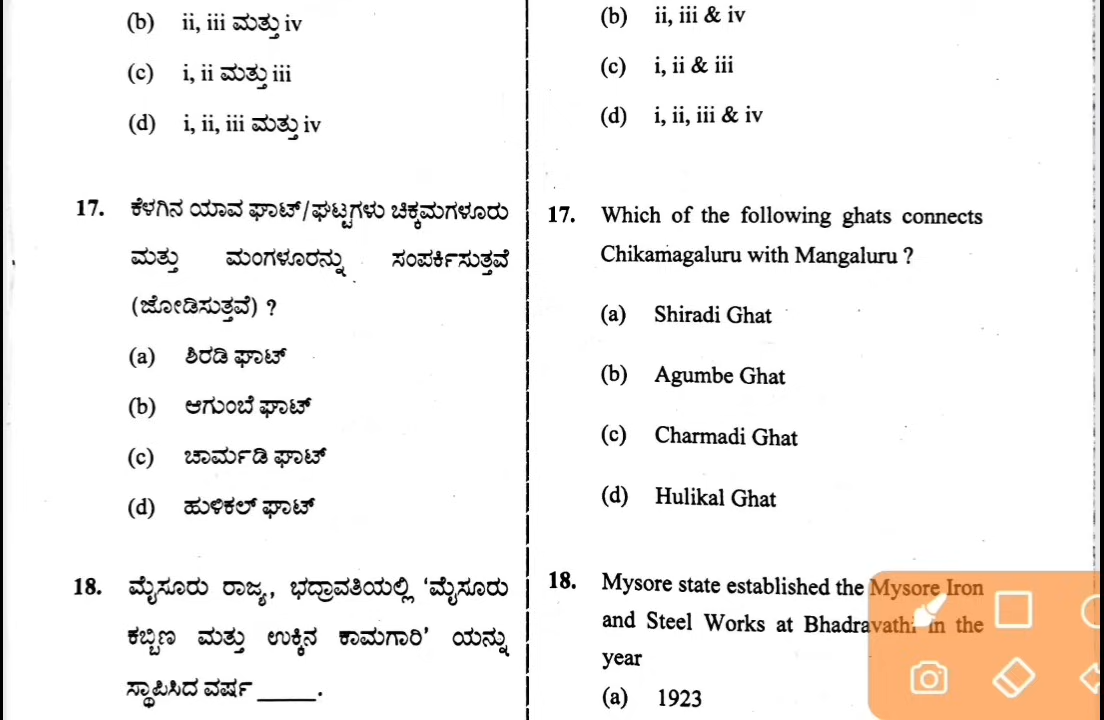 (b) ii, iii ಮತ್ತು iv
(c) i, ii ಮತ್ತು iii
(d) i, ii, iii ಮತ್ತು iv
17. ಕೆಳಗಿನ ಯಾವ ಘಾಟ್/ಘಟ್ಟಗಳು ಚಿಕ್ಕಮಗಳೂರು
ಮತ್ತು ಮಂಗಳೂರನ್ನು ಸಂಪರ್ಕಿಸುತ್ತವೆ
(ಜೋಡಿಸುತ್ತವೆ) ?
(a) ಶಿರಡಿ ಘಾಟ್
(b) ಆಗುಂಬೆ ಘಾಟ್
(c) ಚಾರ್ಮಡಿ ಘಾಟ್
(d) ಹುಳಿಕಲ್ ಘಾಟ್
18. ಮೈಸೂರು ರಾಜ್ಯ, ಭದ್ರಾವತಿಯಲ್ಲಿ ‘ಮೈಸೂರು
ಕಬ್ಬಿಣ ಮತ್ತು ಉಕ್ಕಿನ ಕಾಮಗಾರಿ’ ಯನ್ನು
ಸ್ಥಾಪಿಸಿದ ವರ್ಷ _____.
(b) ii, iii & iv
(c) i, ii & iii
(d) i, ii, iii & iv
17. Which of the following ghats connects
Chikamagaluru with Mangaluru ?
(a) Shiradi Ghat
(b) Agumbe Ghat
(c) Charmadi Ghat
(d) Hulikal Ghat
18. Mysore state established the Mysore Iron
and Steel Works at Bhadravathi in the
year
(a) 1923